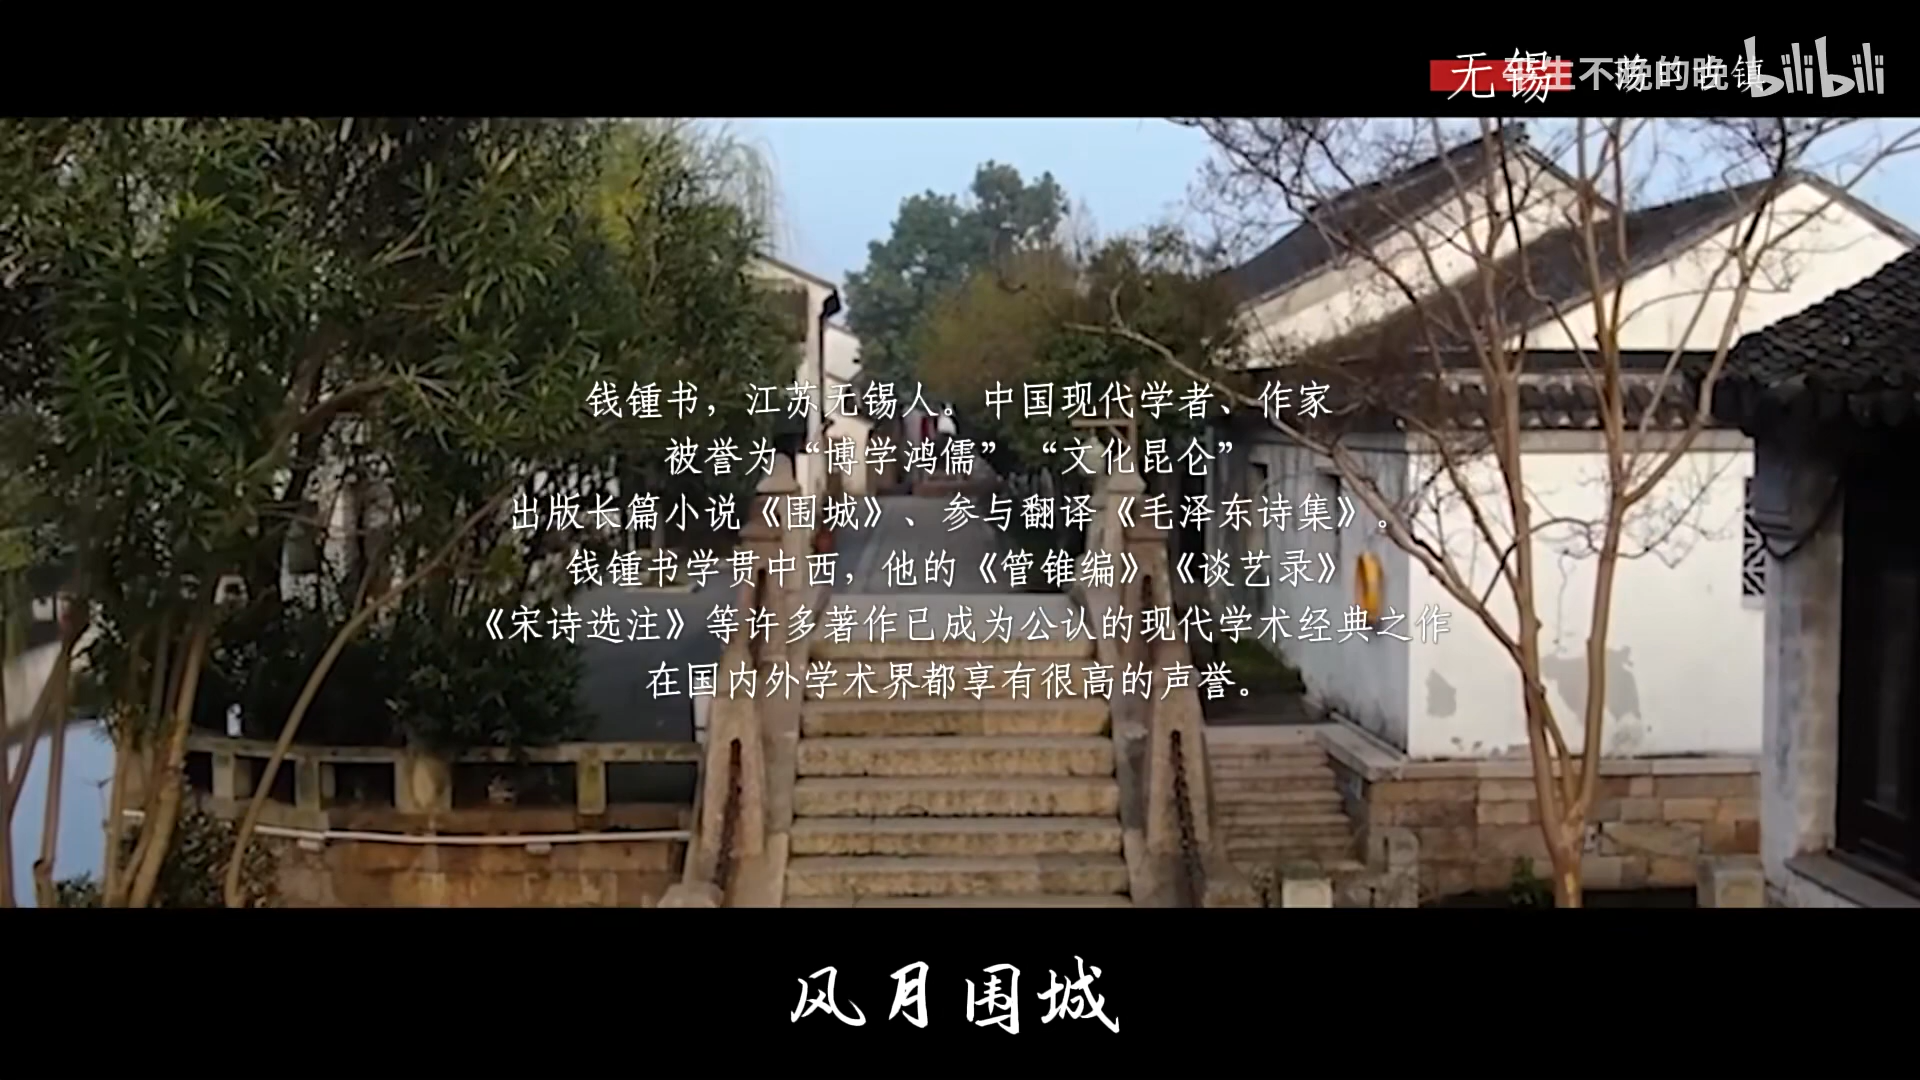 无锡
bilibili
钱锺书，江苏无锡人。中国现代学者、作家
被誉为“博学鸿儒”“文化昆仑”
出版长篇小说《围城》、参与翻译《毛泽东诗集》。
钱锺书学贯中西，他的《管锥编》《谈艺录》
《宋诗选注》等许多著作已成为公认的现代学术经典之作
在国内外学术界都享有很高的声誉。
风月围城